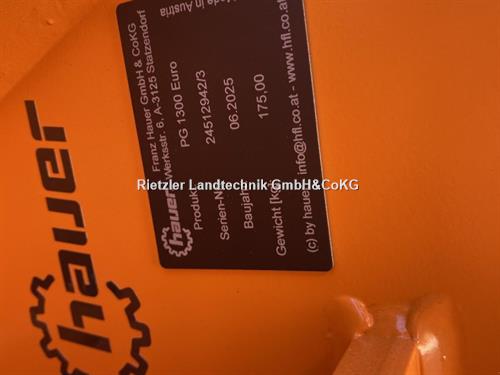 Made in Austria
Franz Hauer GmbH & CoKG
Werksstr. 6, A-3125 Statzendorf
hauer
Produkt
PG 1300 Euro
Serien-N
24512942/3
Baujah
06.2025
Gewicht [K
175,00
(c) by hauer info@hfl.co.at - www.hfl.co.at
hauer
hauer
Rietzler Landtechnik GmbH&CoKG